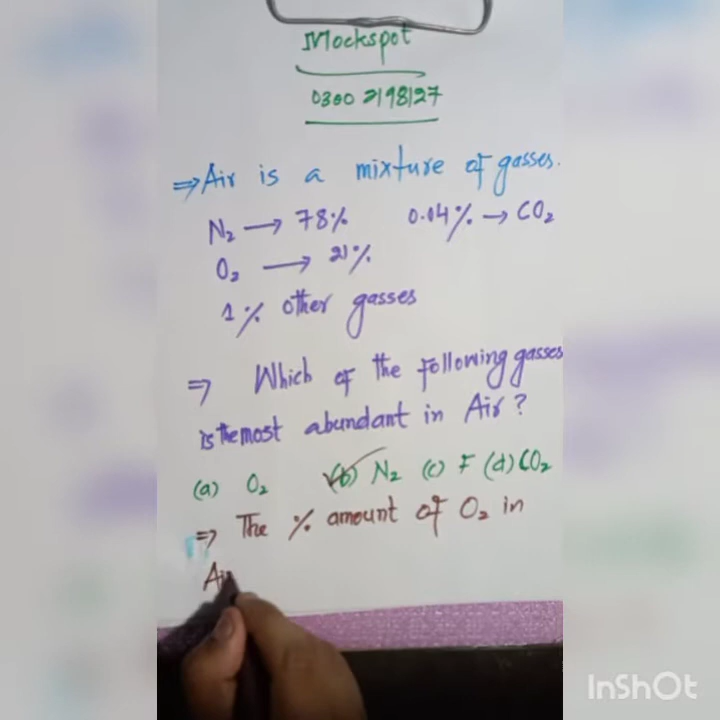 Mockspot
0300 2198127
⇒ Air is a mixture of gasses.
N₂ → 78% 0.04% → CO₂
O₂ → 21%
1% other gasses
⇒ Which of the following gasses
is the most abundant in Air?
(a) O₂ (b) N₂ (c) F (d) CO₂
⇒ The % amount of O₂ in
Ai
InShOt